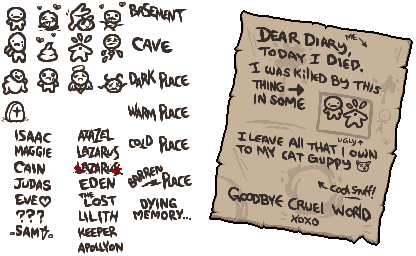 BASEMENT
CAVE
DARK PLACE
WARM PLACE
COLD PLACE
BARREN PLACE
DYING
MEMORY...
ISAAC
MAGGIE
CAIN
JUDAS
EVE♡
???
SAMS
AZAZEL
LAZARUS
LAZARUS
EDEN
THE
LOST
LILITH
KEEPER
APOLLYON
DEAR DIARY,
ME
TODAY I DIED.
I WAS KILLED BY THIS
THING →
IN SOME
UGLY↑
I LEAVE ALL THAT I OWN
TO MY CAT GUPPY
COOL STUFF!
GOODBYE CRUEL WORLD
XOXO